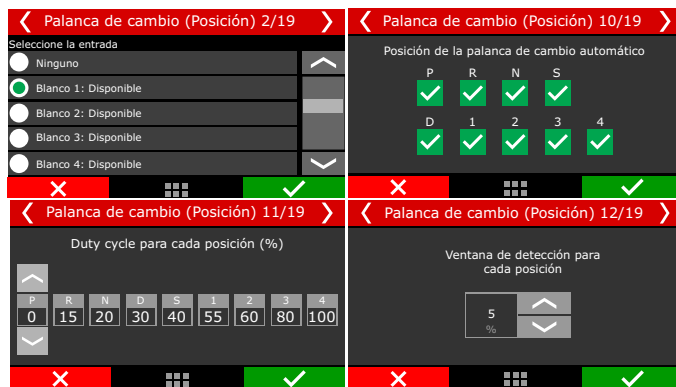 Palanca de cambio (Posición) 2/19
Seleccione la entrada
Ninguno
Blanco 1: Disponible
Blanco 2: Disponible
Blanco 3: Disponible
Blanco 4: Disponible
Palanca de cambio (Posición) 10/19
Posición de la palanca de cambio automático
P R N S
D 1 2 3 4
Palanca de cambio (Posición) 11/19
Duty cycle para cada posición (%)
P R N D S 1 2 3 4
0 15 20 30 40 55 60 80 100
Palanca de cambio (Posición) 12/19
Ventana de detección para
cada posición
5
%